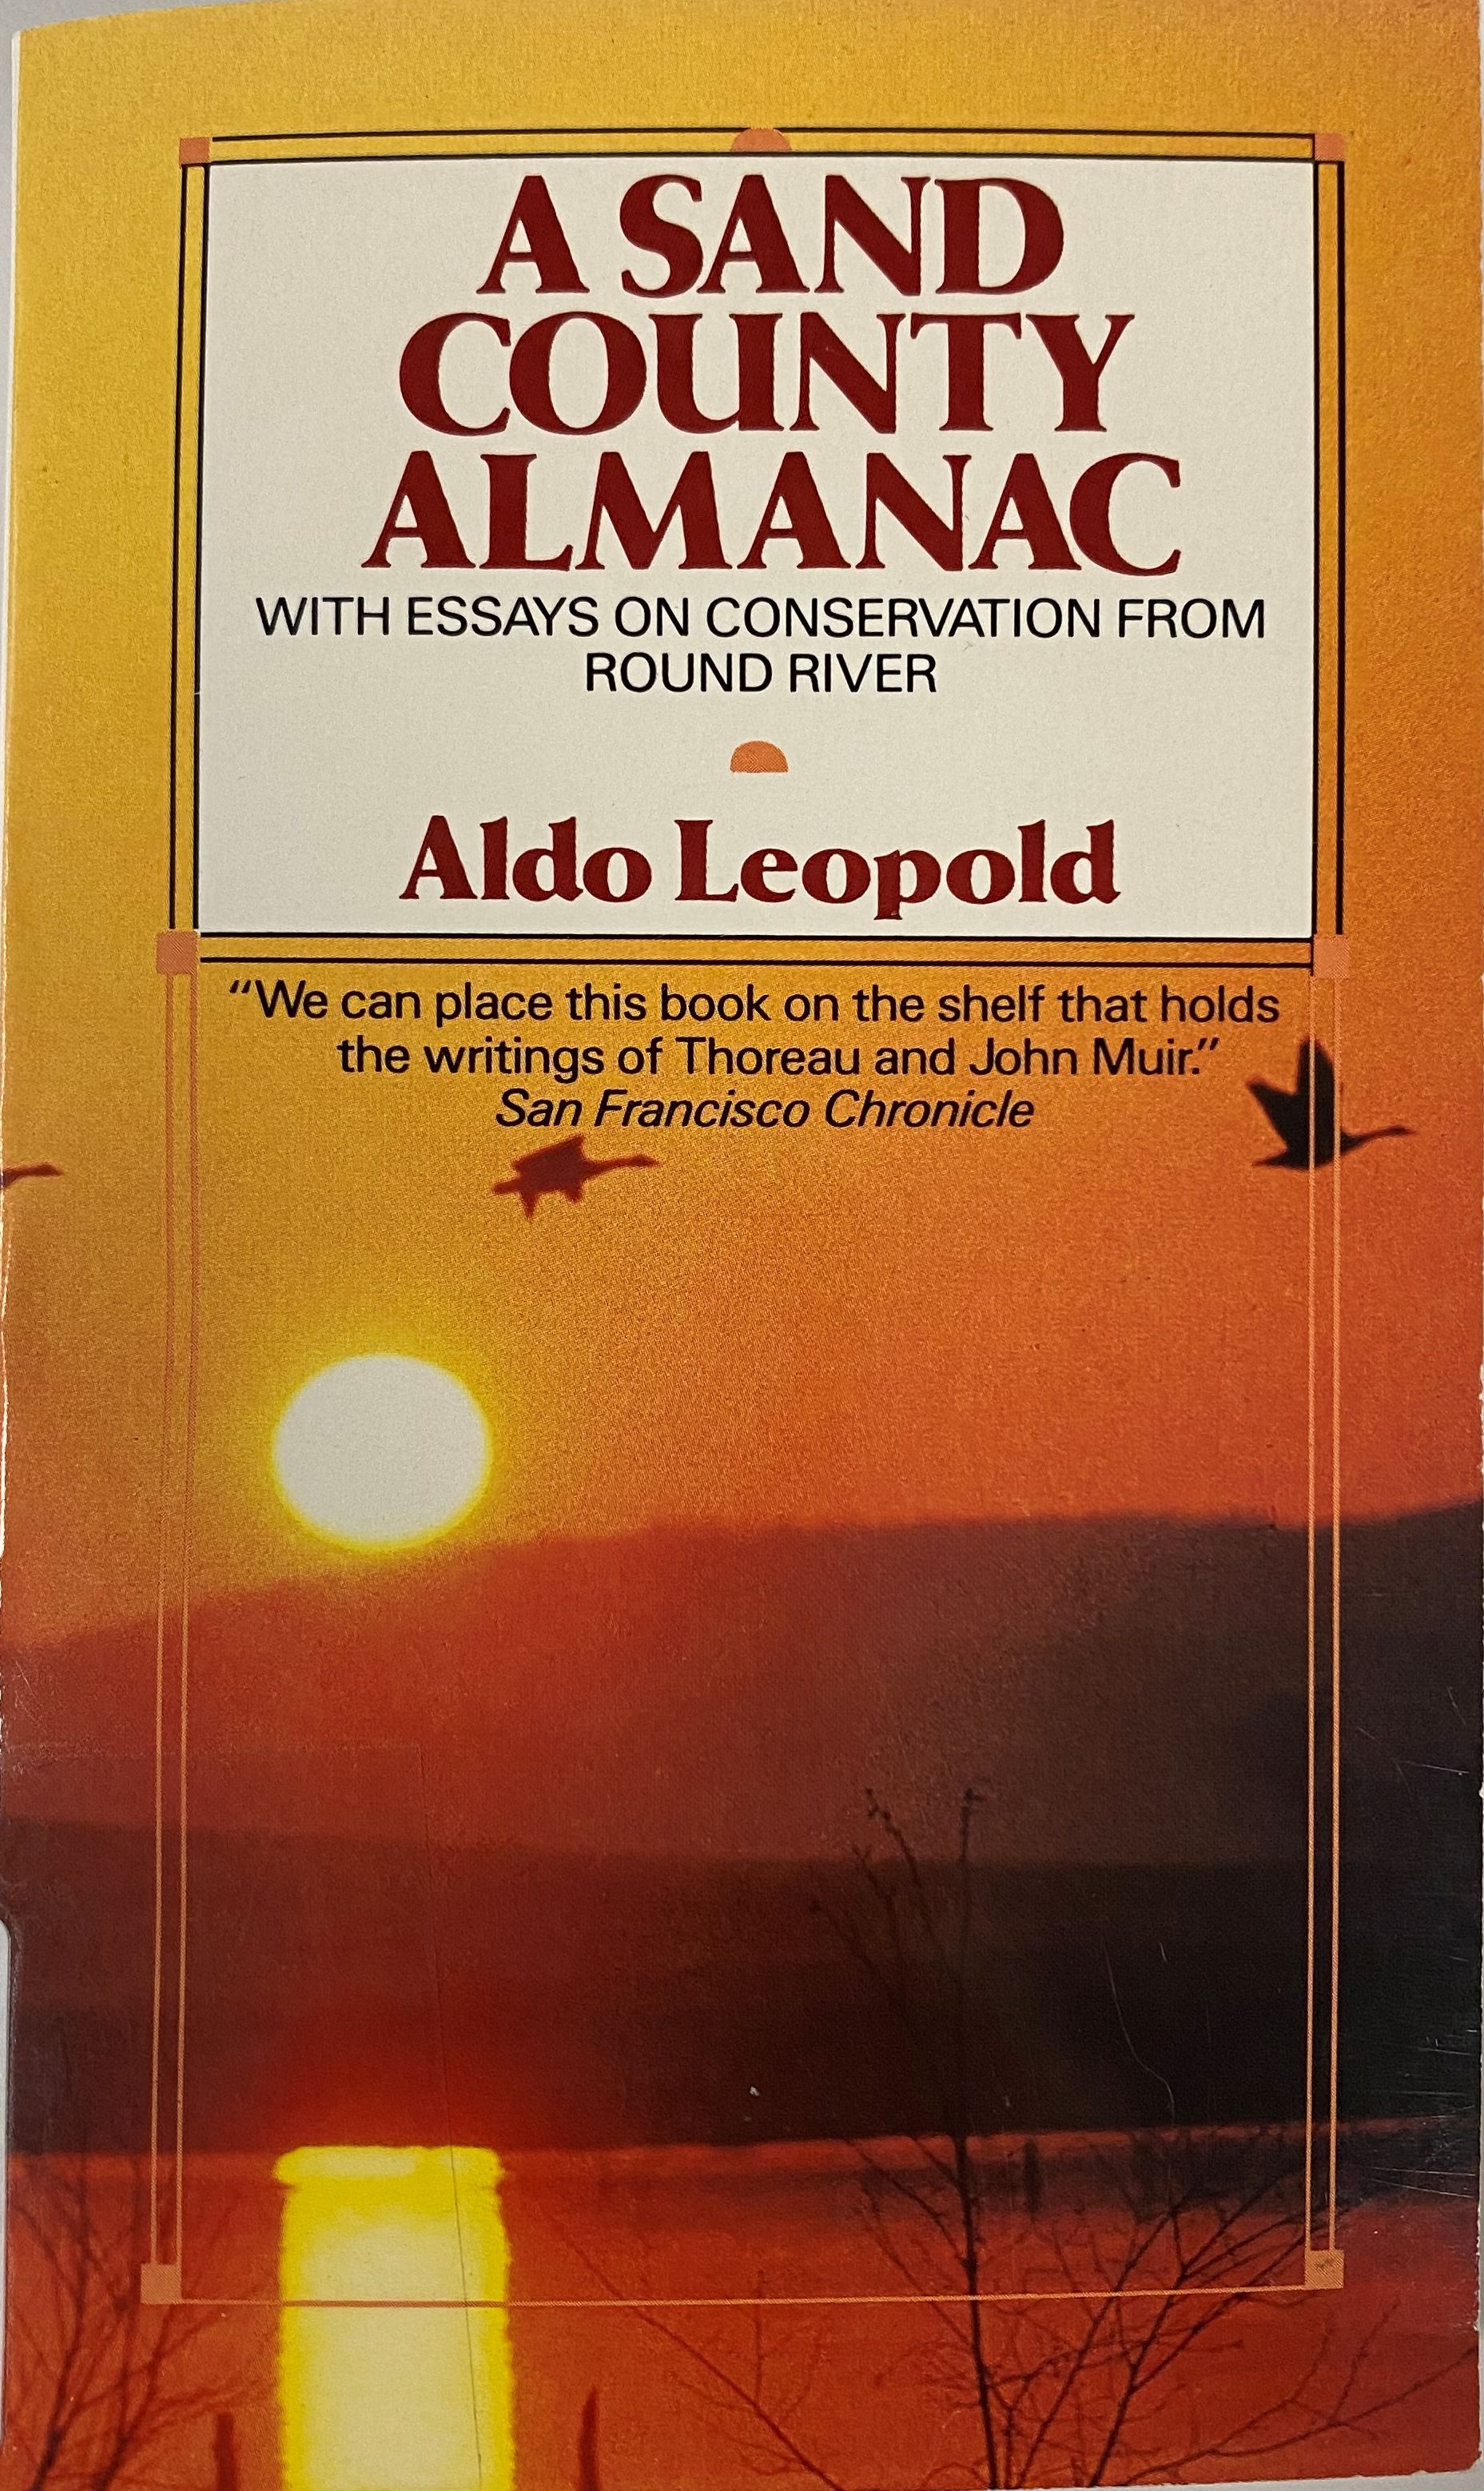 A SAND
COUNTY
ALMANAC
WITH ESSAYS ON CONSERVATION FROM
ROUND RIVER
Aldo Leopold
“We can place this book on the shelf that holds
the writings of Thoreau and John Muir.”
San Francisco Chronicle